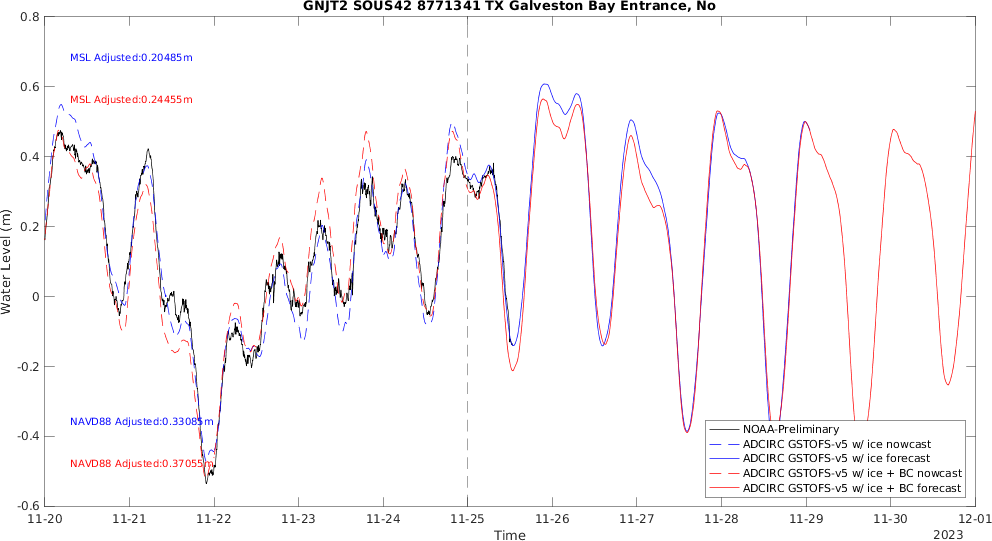 GNJT2 SOUS42 8771341 TX Galveston Bay Entrance, No
0.8
0.6
0.4
0.2
0
-0.2
-0.4
-0.6
Water Level (m)
MSL Adjusted:0.20485m
MSL Adjusted:0.24455m
NAVD88 Adjusted:0.33085m
NAVD88 Adjusted:0.37055m
NOAA-Preliminary
ADCIRC GSTOFS-v5 w/ ice nowcast
ADCIRC GSTOFS-v5 w/ ice forecast
ADCIRC GSTOFS-v5 w/ ice + BC nowcast
ADCIRC GSTOFS-v5 w/ ice + BC forecast
11-20 11-21 11-22 11-23 11-24 11-25 11-26 11-27 11-28 11-29 11-30 12-01
Time
2023